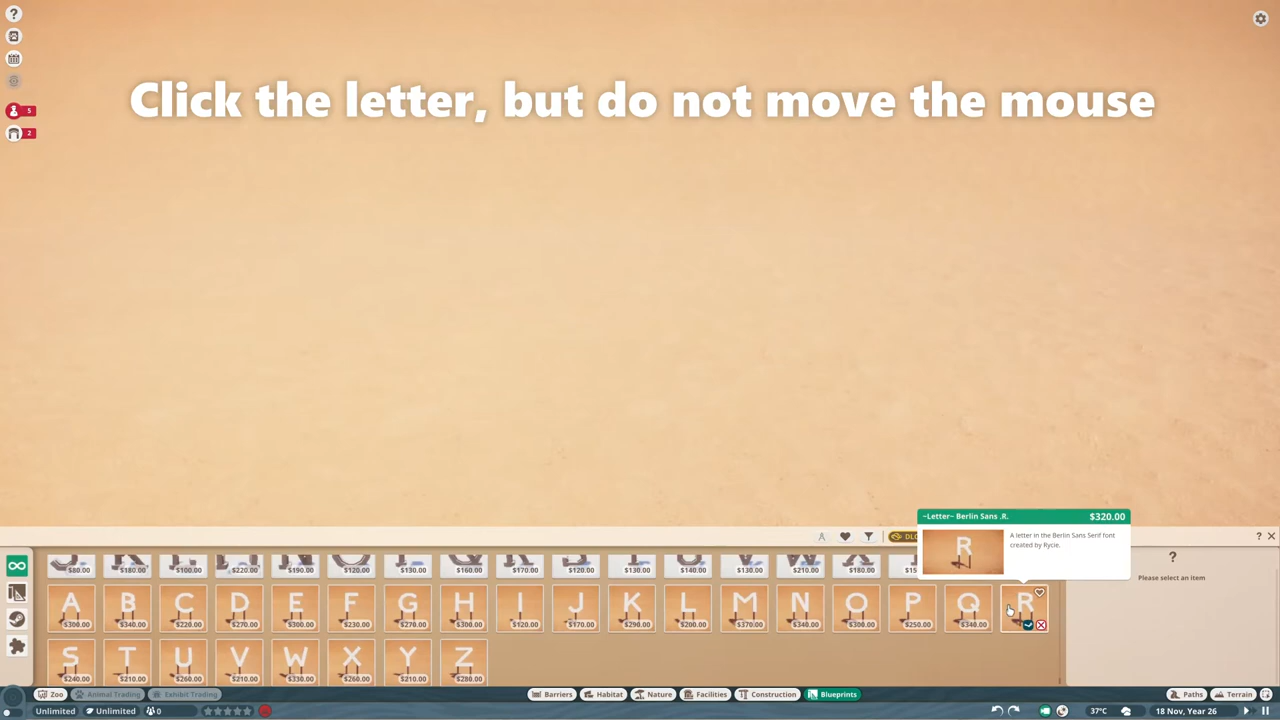 ?
5
2
Click the letter, but do not move the mouse
~Letter~ Berlin Sans .R.
$320.00
R
A letter in the Berlin Sans Serif font
created by Rycie.
A
? ×
$80.00 $180.00 $100.00 $220.00 $190.00 $120.00 $130.00 $160.00 $170.00 $120.00 $130.00 $140.00 $130.00 $210.00 $180.00
A B C D E F G H I J K L M N O P Q R
$300.00 $340.00 $220.00 $270.00 $300.00 $230.00 $270.00 $300.00 $120.00 $170.00 $290.00 $200.00 $370.00 $340.00 $300.00 $250.00 $340.00
S T U V W X Y Z
$240.00 $210.00 $260.00 $210.00 $330.00 $260.00 $210.00 $280.00
?
Please select an item
Zoo Animal Trading Exhibit Trading Barriers Habitat Nature Facilities Construction Blueprints Paths Terrain
Unlimited Unlimited 0 37°C 18 Nov, Year 26